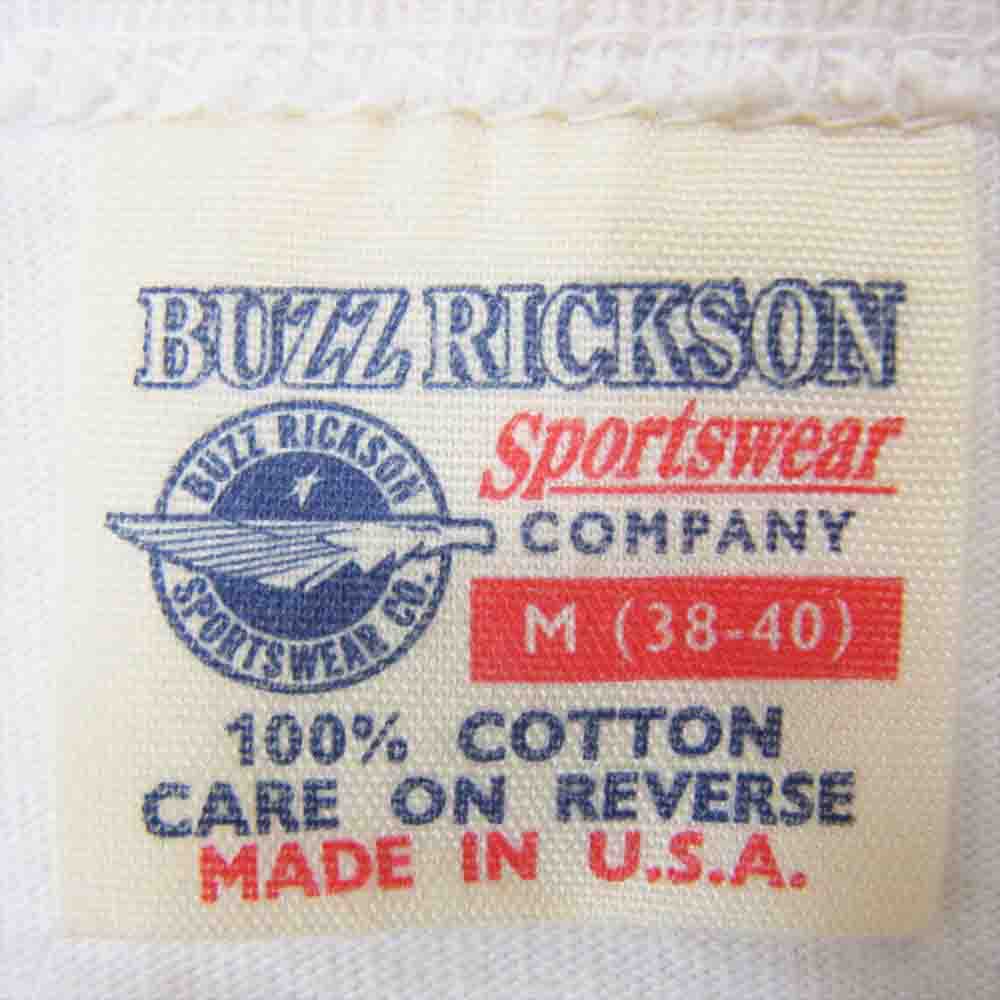 BUZZ RICKSON
Sportswear
COMPANY
BUZZ RICKSON
SPORTSWEAR CO.
M (38-40)
100% COTTON
CARE ON REVERSE
MADE IN U.S.A.